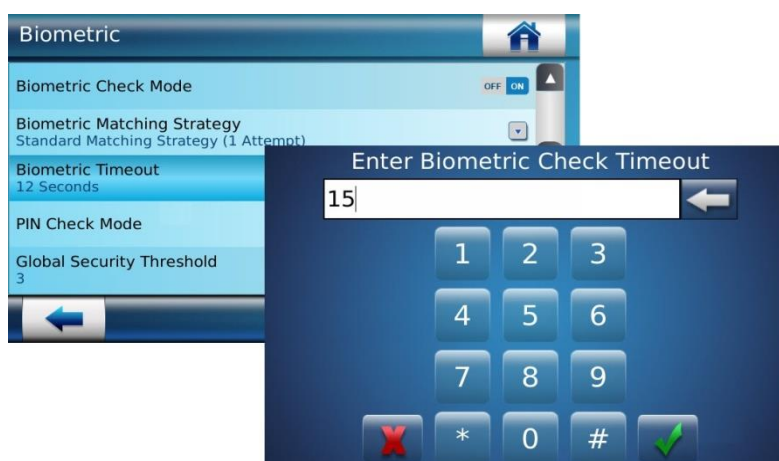 Biometric
Biometric Check Mode
OFF ON
Biometric Matching Strategy
Standard Matching Strategy (1 Attempt)
Biometric Timeout
12 Seconds
PIN Check Mode
Global Security Threshold
3
Enter Biometric Check Timeout
15
1 2 3
4 5 6
7 8 9
* 0 #